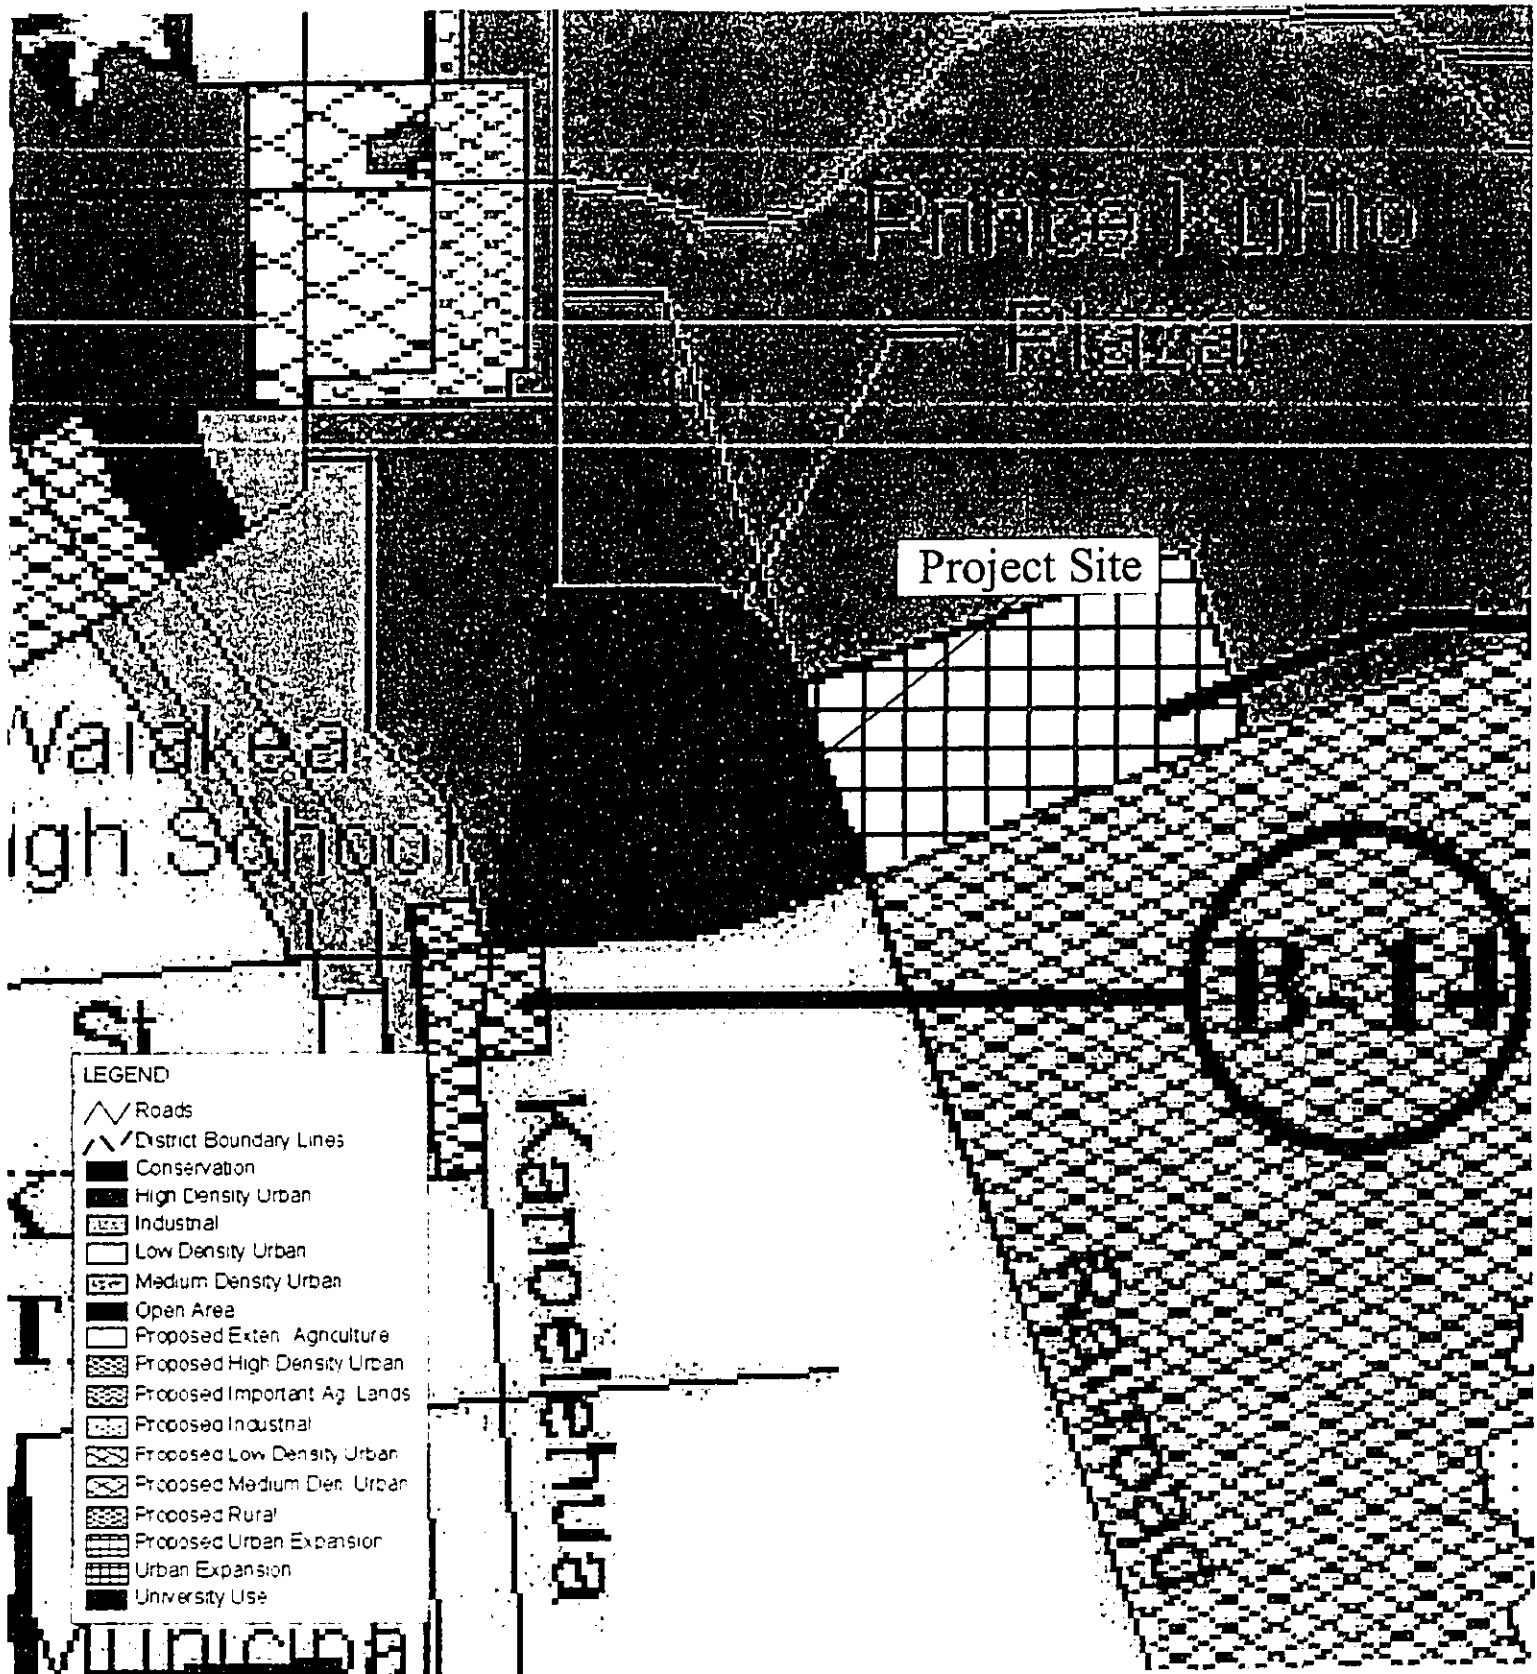 Prince Kuhio
Plaza
Project Site
Waiakea
igh School
St
LEGEND
Roads
District Boundary Lines
Conservation
High Density Urban
Industrial
Low Density Urban
Medium Density Urban
Open Area
Proposed Exten. Agriculture
Proposed High Density Urban
Proposed Important Ag. Lands
Proposed Industrial
Proposed Low Density Urban
Proposed Medium Den. Urban
Proposed Rural
Proposed Urban Expansion
Urban Expansion
University Use
Kanoelehua